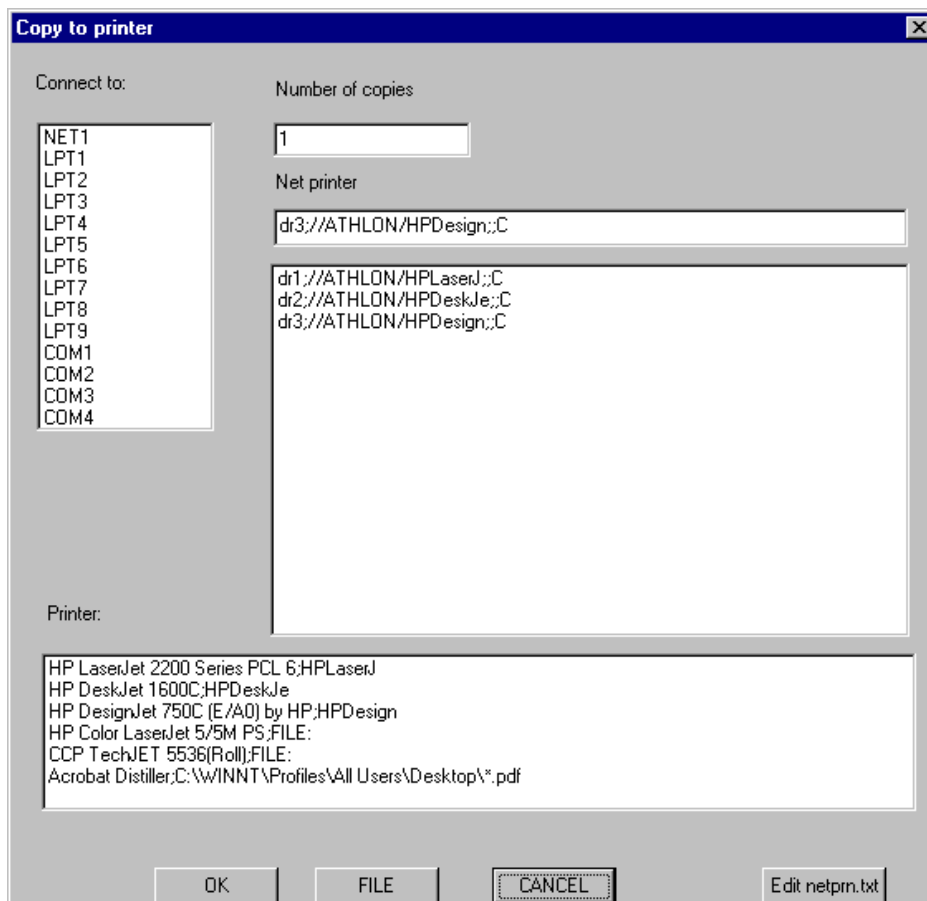 Copy to printer
Connect to:
NET1
LPT1
LPT2
LPT3
LPT4
LPT5
LPT6
LPT7
LPT8
LPT9
COM1
COM2
COM3
COM4
Number of copies
1
Net printer
dr3;//ATHLON/HPDesign;;C
dr1;//ATHLON/HPLaserJ;;C
dr2;//ATHLON/HPDeskJe;;C
dr3;//ATHLON/HPDesign;;C
Printer:
HP LaserJet 2200 Series PCL 6;HPLaserJ
HP DeskJet 1600C;HPDeskJe
HP DesignJet 750C (E/A0) by HP;HPDesign
HP Color LaserJet 5/5M PS;FILE:
CCP TechJET 5536(Roll);FILE:
Acrobat Distiller;C:\WINNT\Profiles\All Users\Desktop\*.pdf
OK
FILE
CANCEL
Edit netprn.txt